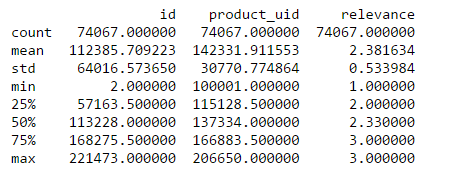 id product_uid relevance
count 74067.000000 74067.000000 74067.000000
mean 112385.709223 142331.911553 2.381634
std 64016.573650 30770.774864 0.533984
min 2.000000 100001.000000 1.000000
25% 57163.500000 115128.500000 2.000000
50% 113228.000000 137334.000000 2.330000
75% 168275.500000 166883.500000 3.000000
max 221473.000000 206650.000000 3.000000